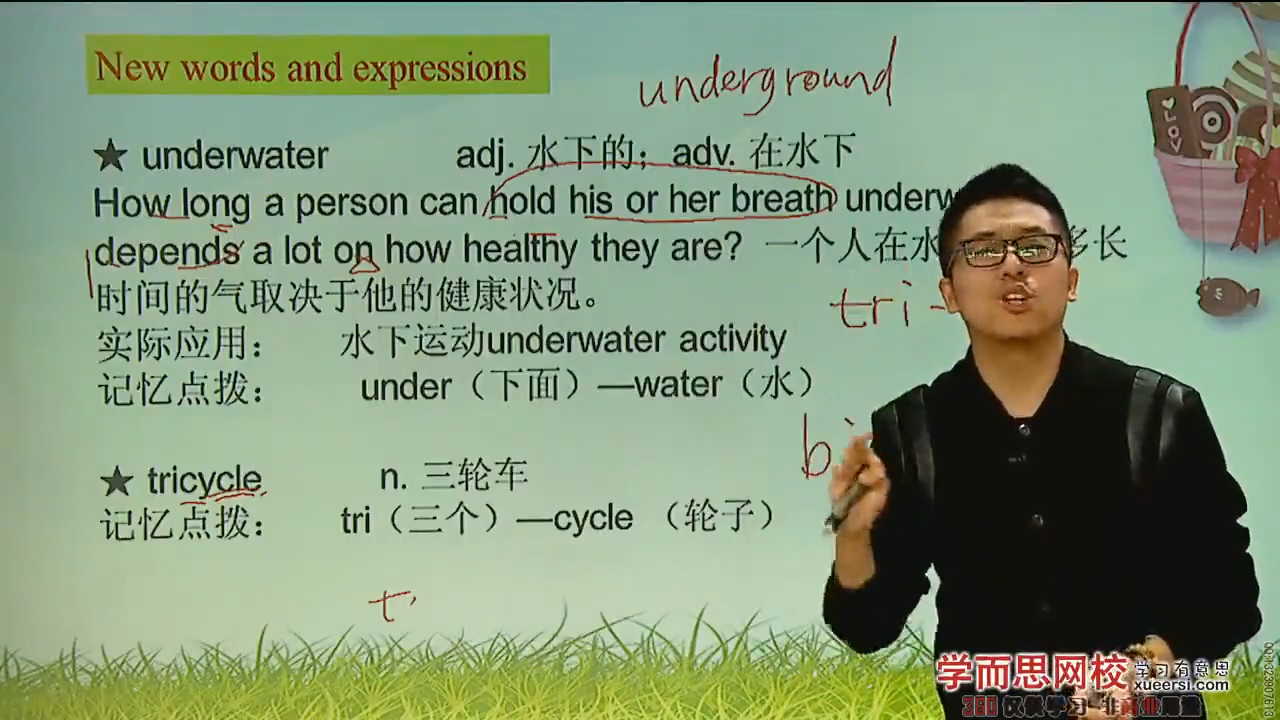 New words and expressions
underground
★ underwater adj. 水下的；adv. 在水下
How long a person can hold his or her breath
depends a lot on how healthy they are? 一个人在水 够长
时间的气取决于他的健康状况。
tri-
实际应用： 水下运动underwater activity
记忆点拨： under（下面）—water（水）
bi
★ tricycle n. 三轮车
记忆点拨： tri（三个）—cycle （轮子）
t
学而思网校 学习有意思
xueersi.com